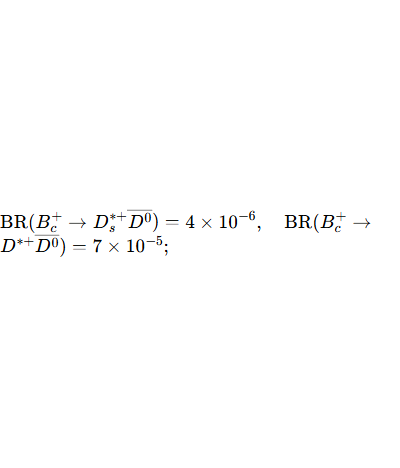 BR(B_c^+ → D_s^{*+} \overline{D^0}) = 4 × 10^{−6}, BR(B_c^+ →
D^{*+} \overline{D^0}) = 7 × 10^{−5};